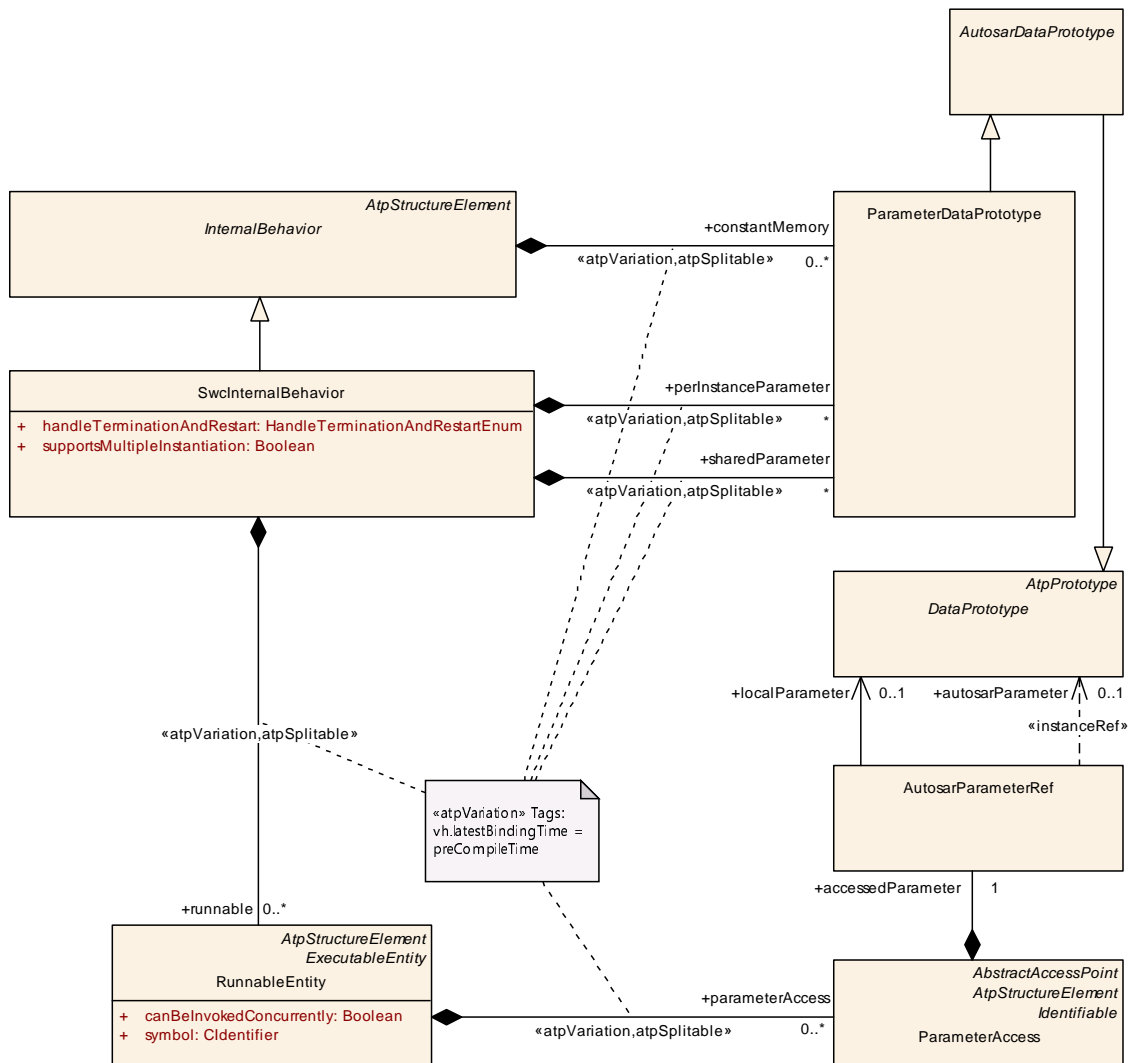 AutosarDataPrototype
AtpStructureElement
InternalBehavior
ParameterDataPrototype
+constantMemory
«atpVariation,atpSplitable»
0..*
SwcInternalBehavior
+ handleTerminationAndRestart: HandleTerminationAndRestartEnum
+ supportsMultipleInstantiation: Boolean
+perInstanceParameter
«atpVariation,atpSplitable»
*
+sharedParameter
«atpVariation,atpSplitable»
*
AtpPrototype
DataPrototype
+localParameter
0..1
+autosarParameter
0..1
«instanceRef»
«atpVariation,atpSplitable»
AutosarParameterRef
«atpVariation» Tags:
vh.latestBindingTime =
preCompileTime
+accessedParameter
1
+runnable
0..*
AtpStructureElement
ExecutableEntity
RunnableEntity
+ canBeInvokedConcurrently: Boolean
+ symbol: CIdentifier
+parameterAccess
«atpVariation,atpSplitable»
0..*
AbstractAccessPoint
AtpStructureElement
Identifiable
ParameterAccess